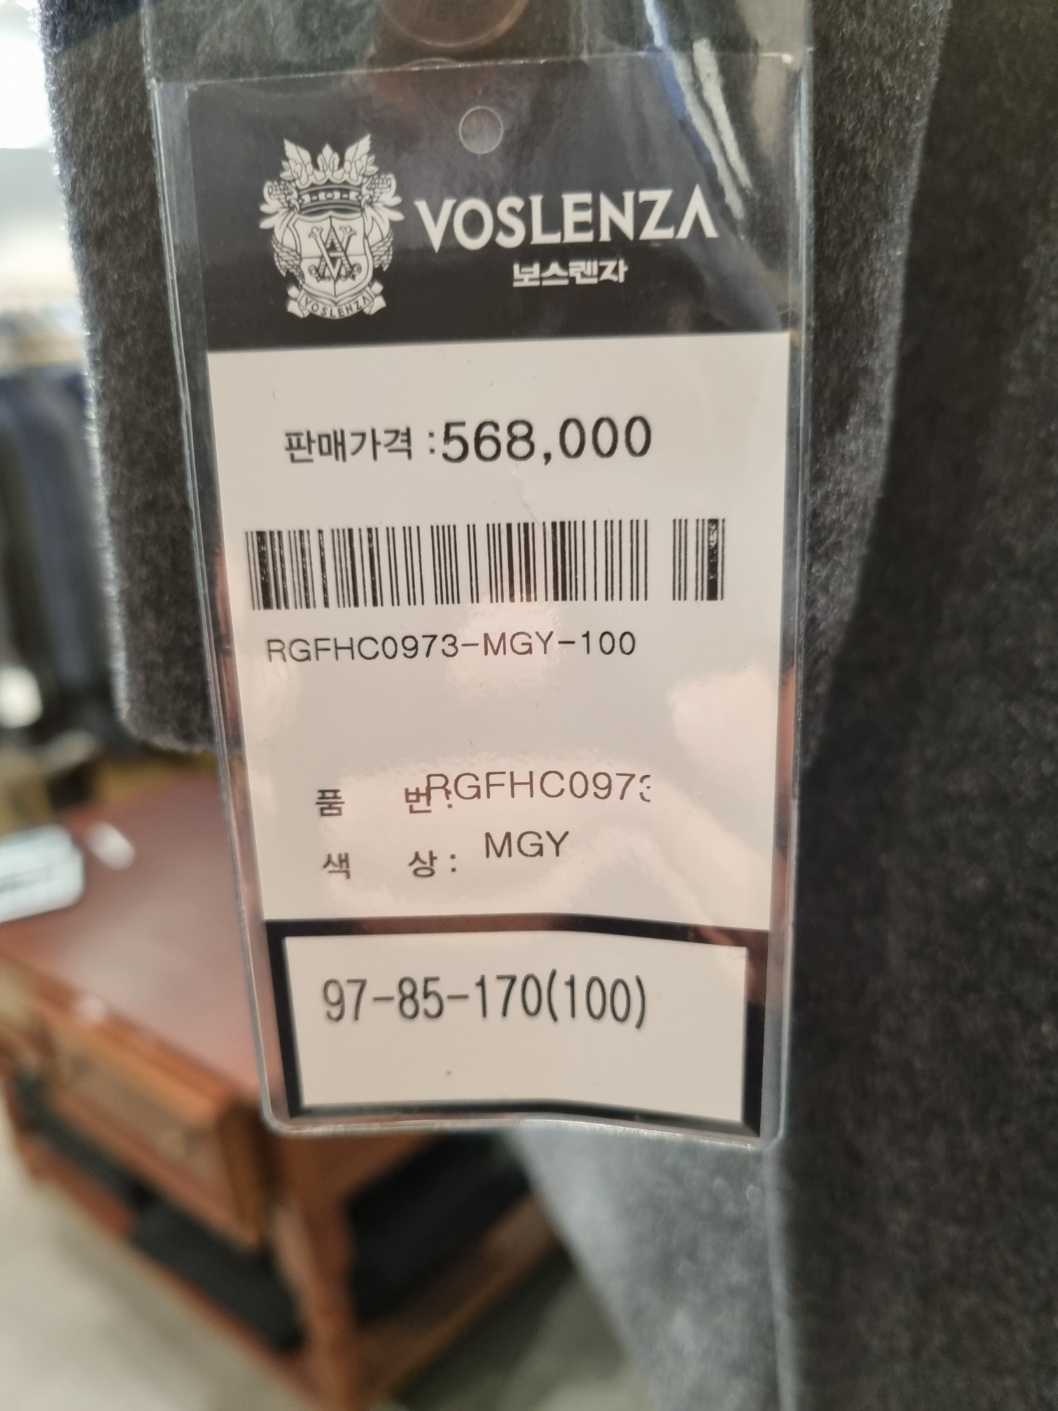 VOSLENZA
보스렌자
VOSLENZA
판매가격 :568,000
RGFHC0973-MGY-100
품 번:RGFHC0973
색 상: MGY
97-85-170(100)